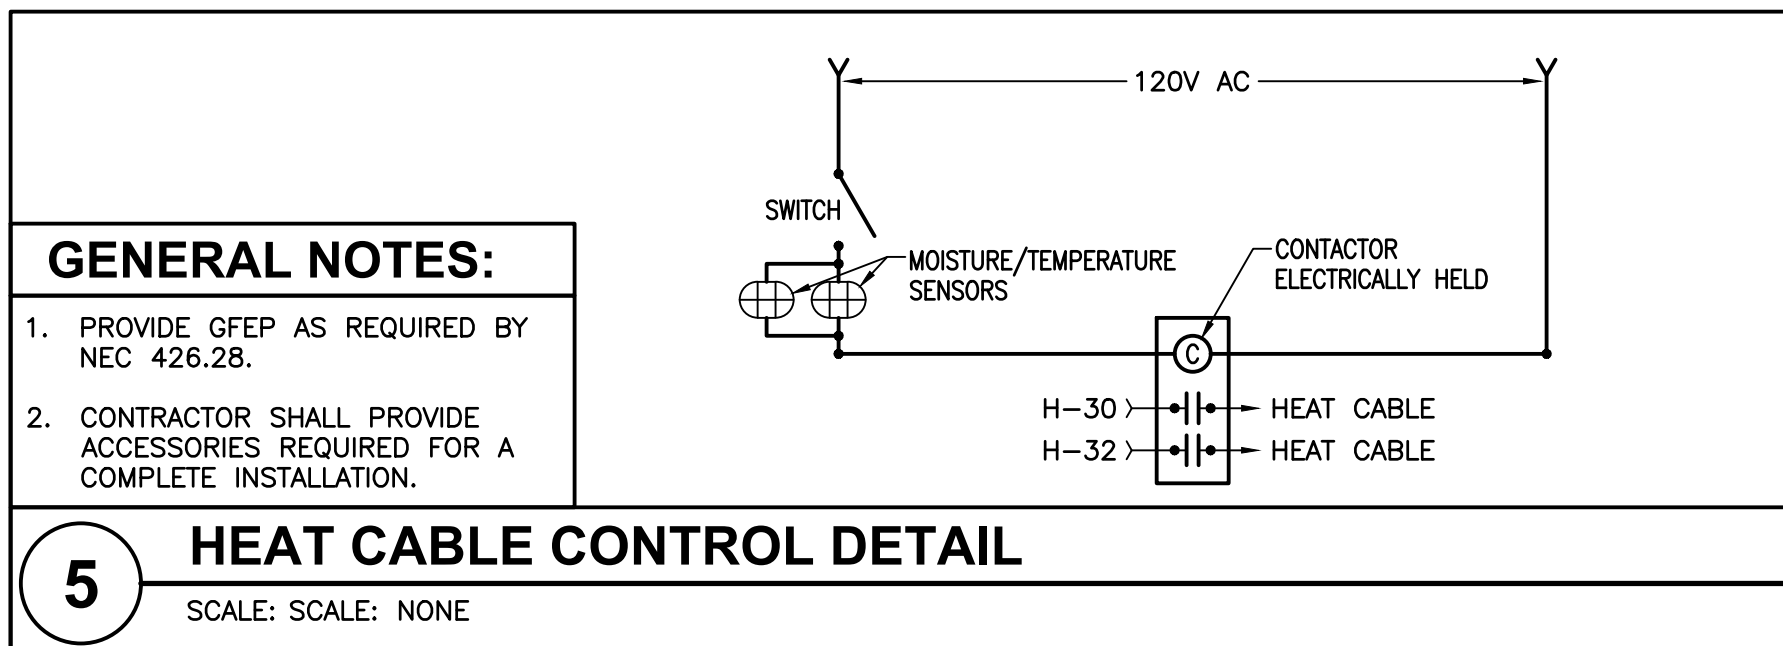 120V AC
SWITCH
MOISTURE/TEMPERATURE
SENSORS
CONTACTOR
ELECTRICALLY HELD
C
H-30
HEAT CABLE
H-32
HEAT CABLE
GENERAL NOTES:
1. PROVIDE GFEP AS REQUIRED BY
NEC 426.28.
2. CONTRACTOR SHALL PROVIDE
ACCESSORIES REQUIRED FOR A
COMPLETE INSTALLATION.
5
HEAT CABLE CONTROL DETAIL
SCALE: SCALE: NONE